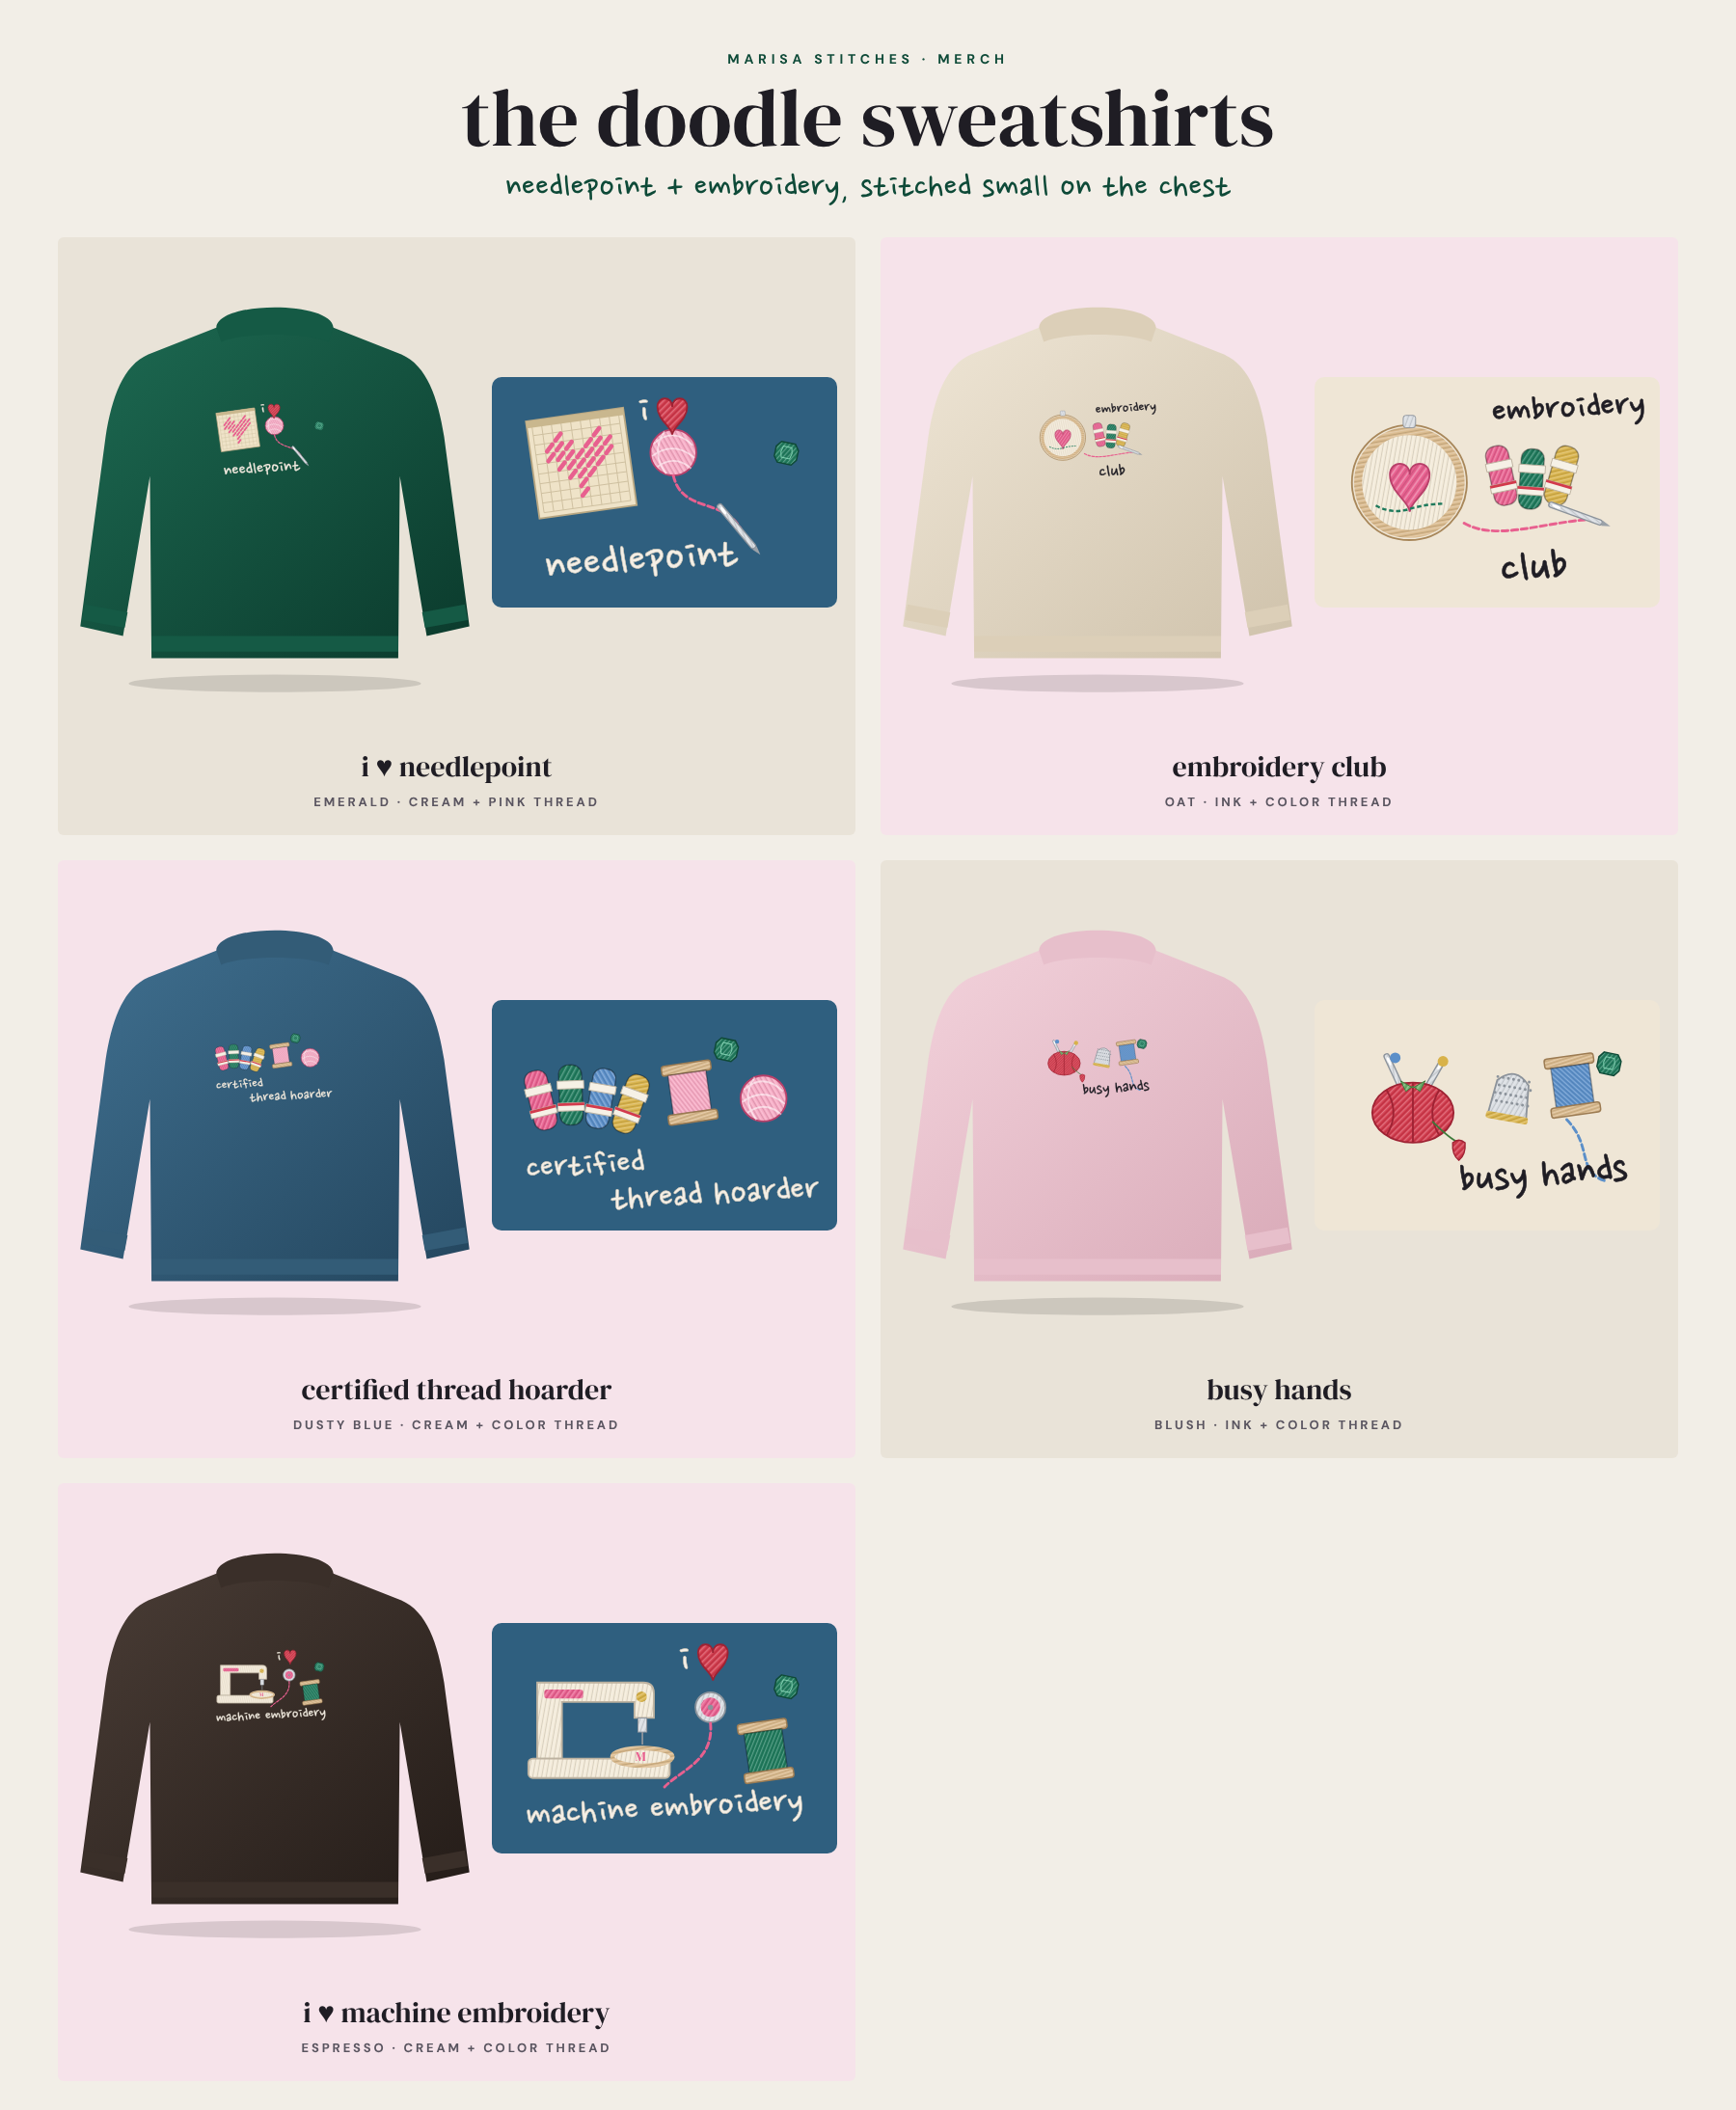 MARISA STITCHES · MERCH
the doodle sweatshirts
needlepoint + embroidery, stitched small on the chest
i ♥
needlepoint
i ♥
needlepoint
i ♥ needlepoint
EMERALD · CREAM + PINK THREAD
embroidery
club
embroidery
club
embroidery club
OAT · INK + COLOR THREAD
certified
thread hoarder
certified
thread hoarder
certified thread hoarder
DUSTY BLUE · CREAM + COLOR THREAD
busy hands
busy hands
busy hands
BLUSH · INK + COLOR THREAD
i ♥
M
machine embroidery
i ♥
M
machine embroidery
i ♥ machine embroidery
ESPRESSO · CREAM + COLOR THREAD